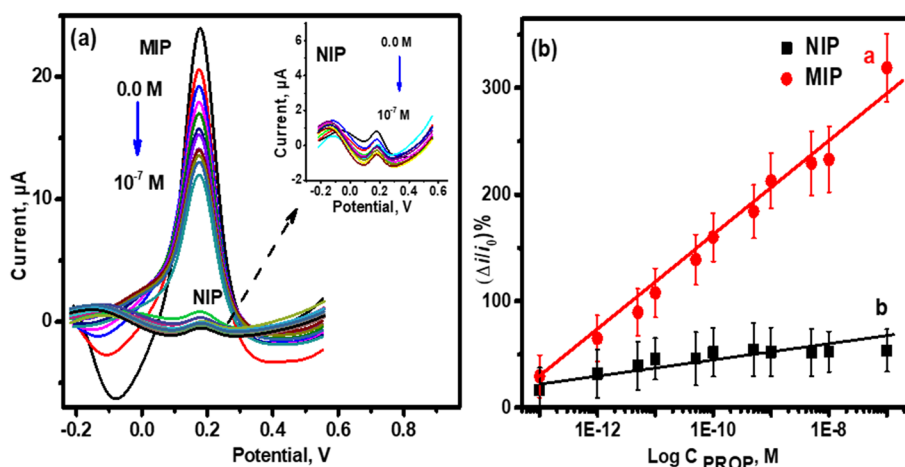 (a)
MIP
0.0 M
10⁻⁷ M
NIP
Current, µA
20
10
0
-0.2 0.0 0.2 0.4 0.6 0.8
Potential, V
NIP
0.0 M
10⁻⁷ M
Current, µA
6
4
2
0
-2
-0.2 0.0 0.2 0.4 0.6
Potential, V
(b)
NIP
MIP
a
b
(Δi/i₀)%
300
200
100
0
1E-12 1E-10 1E-8
Log C PROP, M